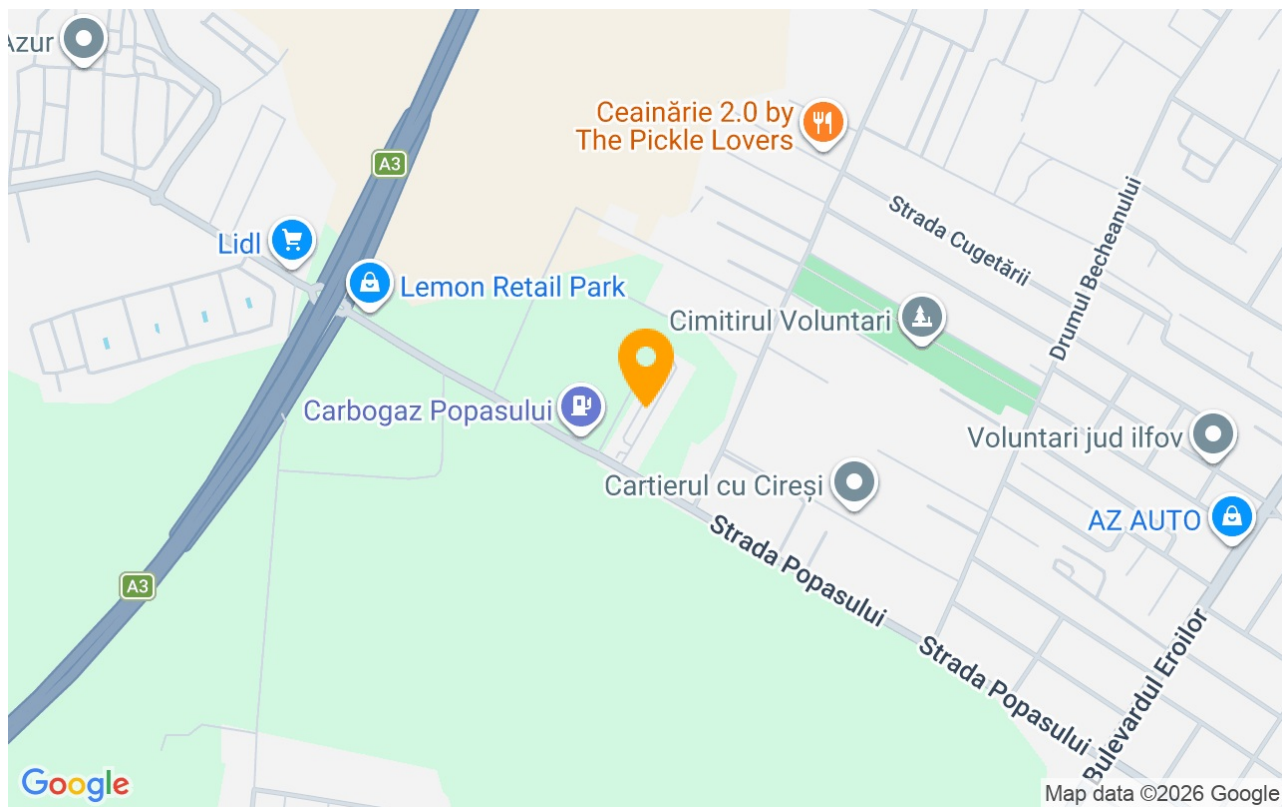 Azur
Ceainărie 2.0 by
The Pickle Lovers
A3
Strada Cugetării
Drumul Becheanului
Lidl
Lemon Retail Park
Cimitirul Voluntari
Carbogaz Popasului
Voluntari jud ilfov
Cartierul cu Cireși
AZ AUTO
Strada Popasului
A3
Strada Popasului
Bulevardul Eroilor
Google
Map data ©2026 Google